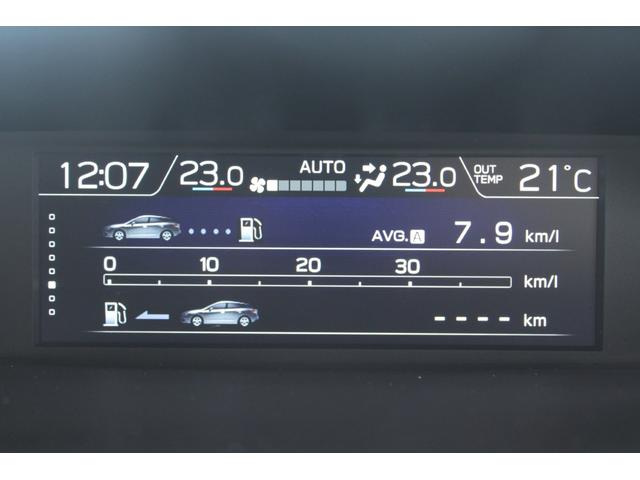 12:07 23.0 AUTO 23.0 OUT TEMP 21°C
AVG. A 7.9 km/l
0 10 20 30 km/l
---- km